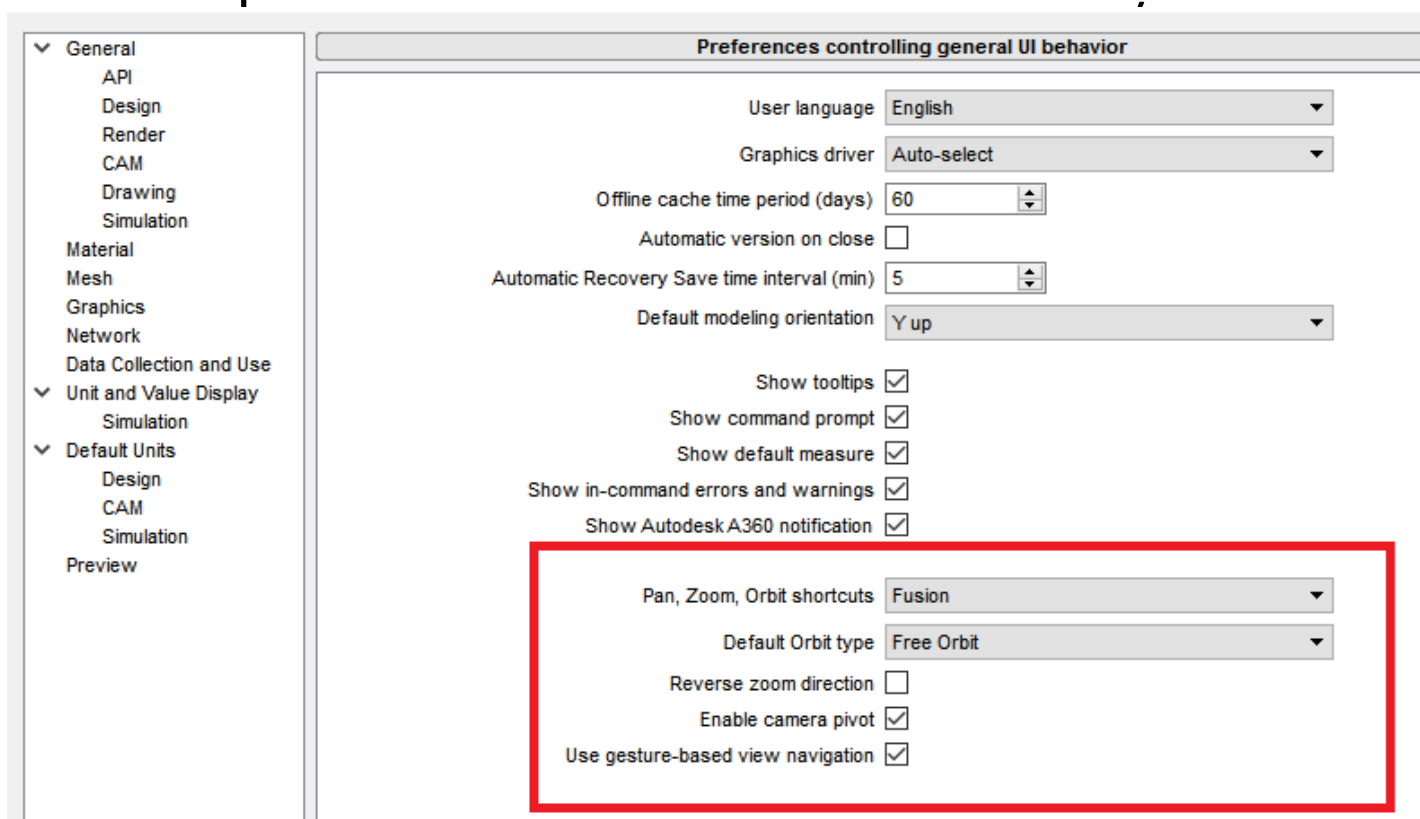 General
API
Design
Render
CAM
Drawing
Simulation
Material
Mesh
Graphics
Network
Data Collection and Use
Unit and Value Display
Simulation
Default Units
Design
CAM
Simulation
Preview
Preferences controlling general UI behavior
User language English
Graphics driver Auto-select
Offline cache time period (days) 60
Automatic version on close
Automatic Recovery Save time interval (min) 5
Default modeling orientation Y up
Show tooltips
Show command prompt
Show default measure
Show in-command errors and warnings
Show Autodesk A360 notification
Pan, Zoom, Orbit shortcuts Fusion
Default Orbit type Free Orbit
Reverse zoom direction
Enable camera pivot
Use gesture-based view navigation